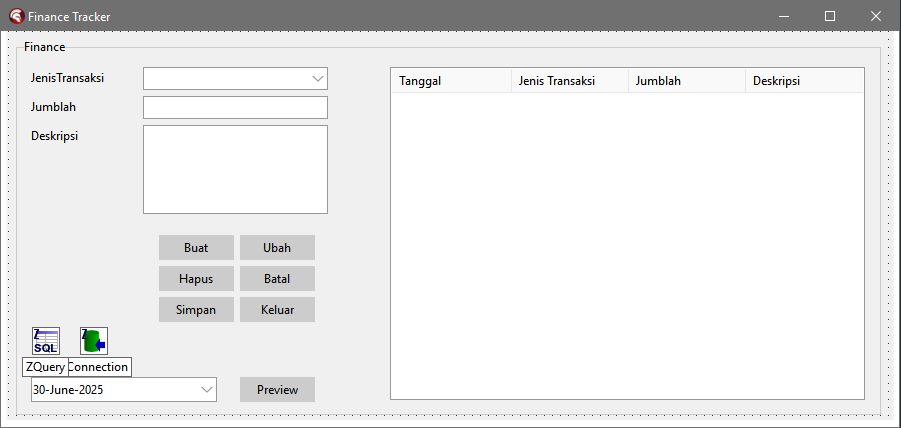 Finance Tracker
Finance
JenisTransaksi
Jumblah
Deskripsi
Buat Ubah
Hapus Batal
Simpan Keluar
Z SQL Z
ZQuery Connection
30-June-2025 Preview
Tanggal Jenis Transaksi Jumblah Deskripsi